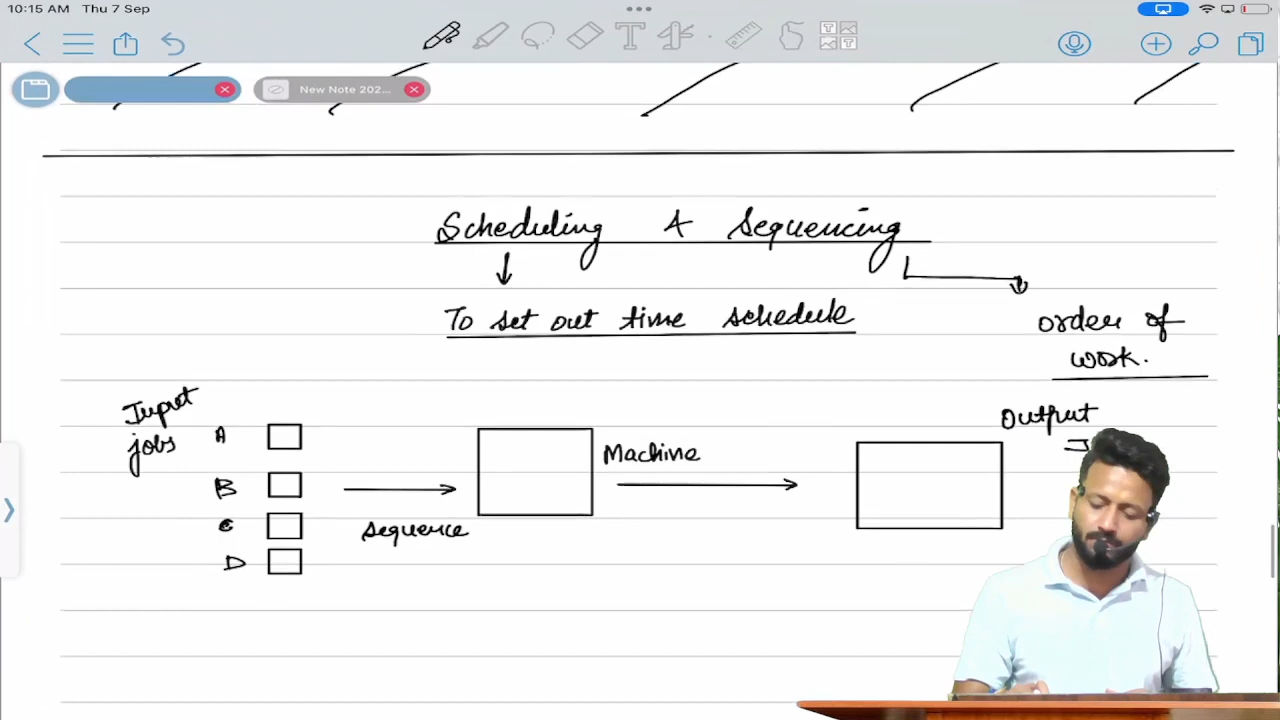 10:15 AM Thu 7 Sep
New Note 202...
Scheduling & Sequencing
To set out time schedule
order of
work.
Input
jobs
A
B
C
D
sequence
Machine
Output